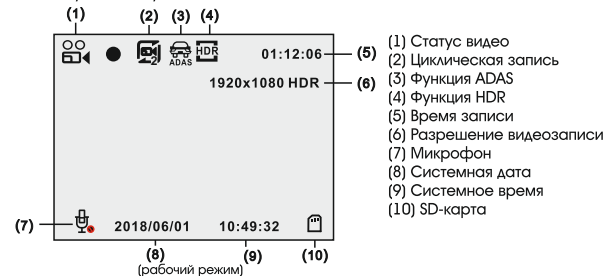 (1) (2) (3) (4)
2 ADAS HDR 01:12:06 (5)
1920x1080 HDR (6)
(7) 2018/06/01 10:49:32
(8) (9) (10)
(рабочий режим)
(1) Статус видео
(2) Циклическая запись
(3) Функция ADAS
(4) Функция HDR
(5) Время записи
(6) Разрешение видеозаписи
(7) Микрофон
(8) Системная дата
(9) Системное время
(10) SD-карта